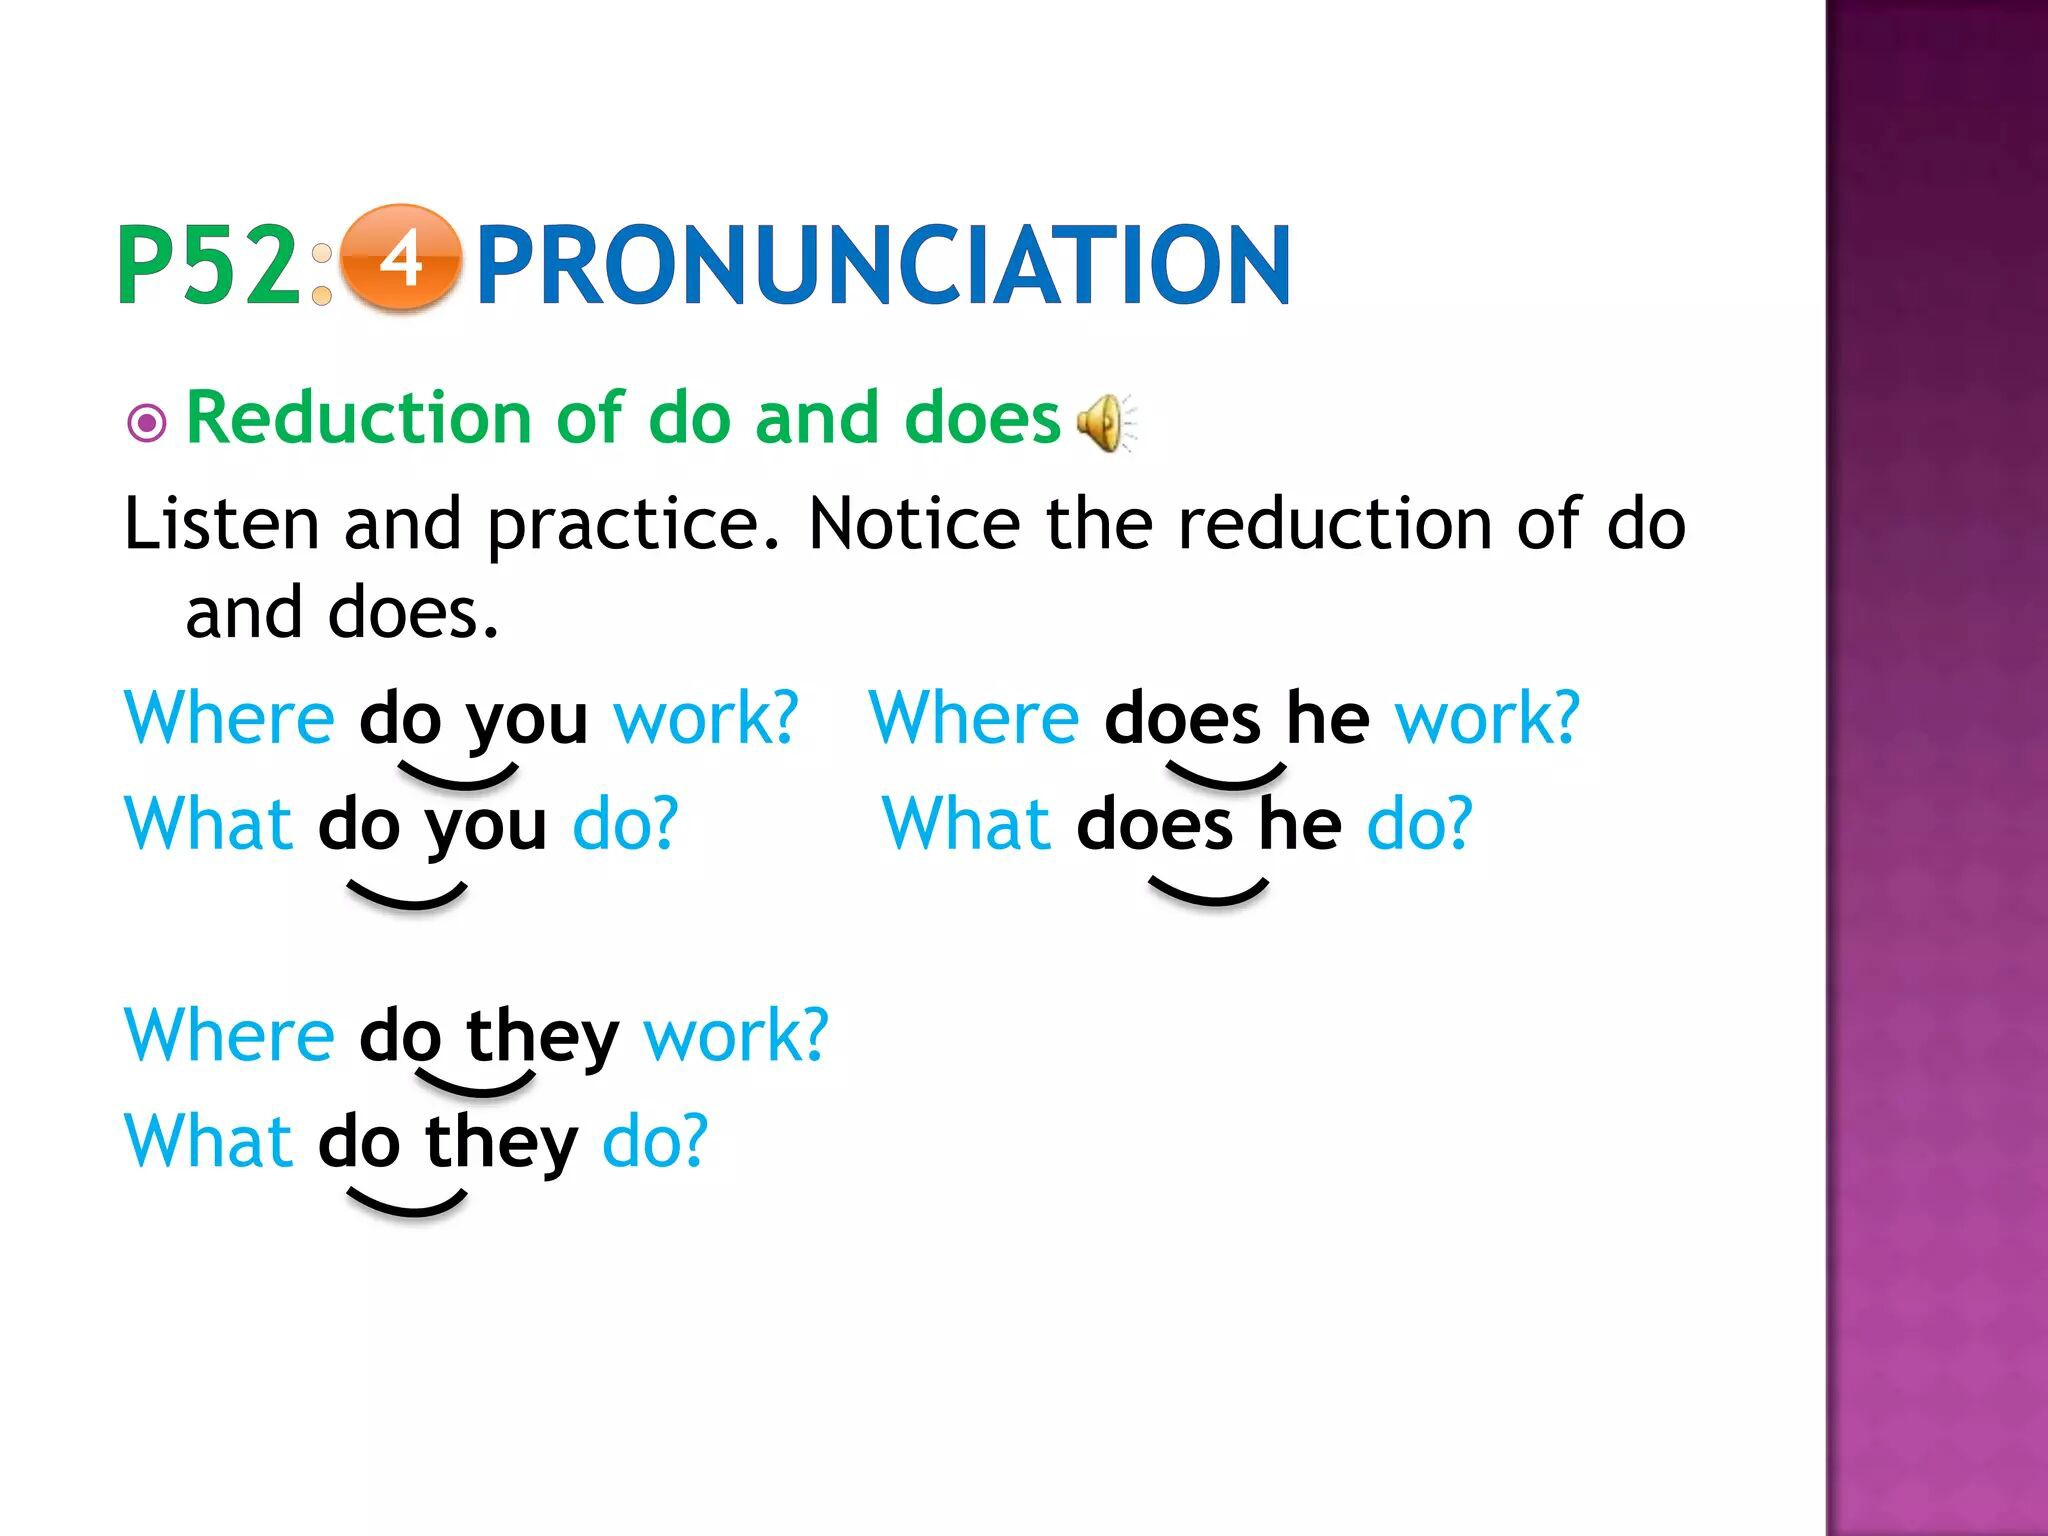 P52: 4 PRONUNCIATION
Reduction of do and does
Listen and practice. Notice the reduction of do
and does.
Where do you work? Where does he work?
What do you do? What does he do?
Where do they work?
What do they do?